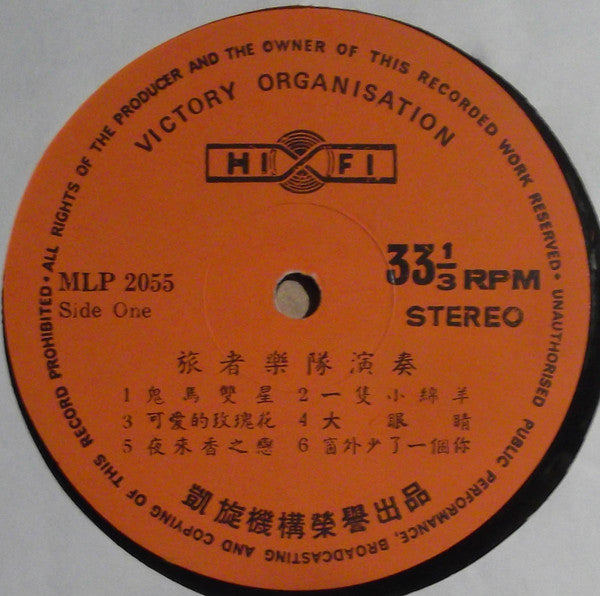 ALL RIGHTS OF THE PRODUCER AND THE OWNER OF THIS RECORDED WORK RESERVED • UNAUTHORISED PUBLIC PERFORMANCE, BROADCASTING AND COPYING OF THIS RECORD PROHIBITED •
VICTORY ORGANISATION
HI FI
MLP 2055
Side One
33⅓ RPM
STEREO
旅者樂隊演奏
1 鬼馬雙星 2 一隻小綿羊
3 可愛的玫瑰花 4 大眼睛
5 夜來香之戀 6 窗外少了一個你
凱旋機構榮譽出品